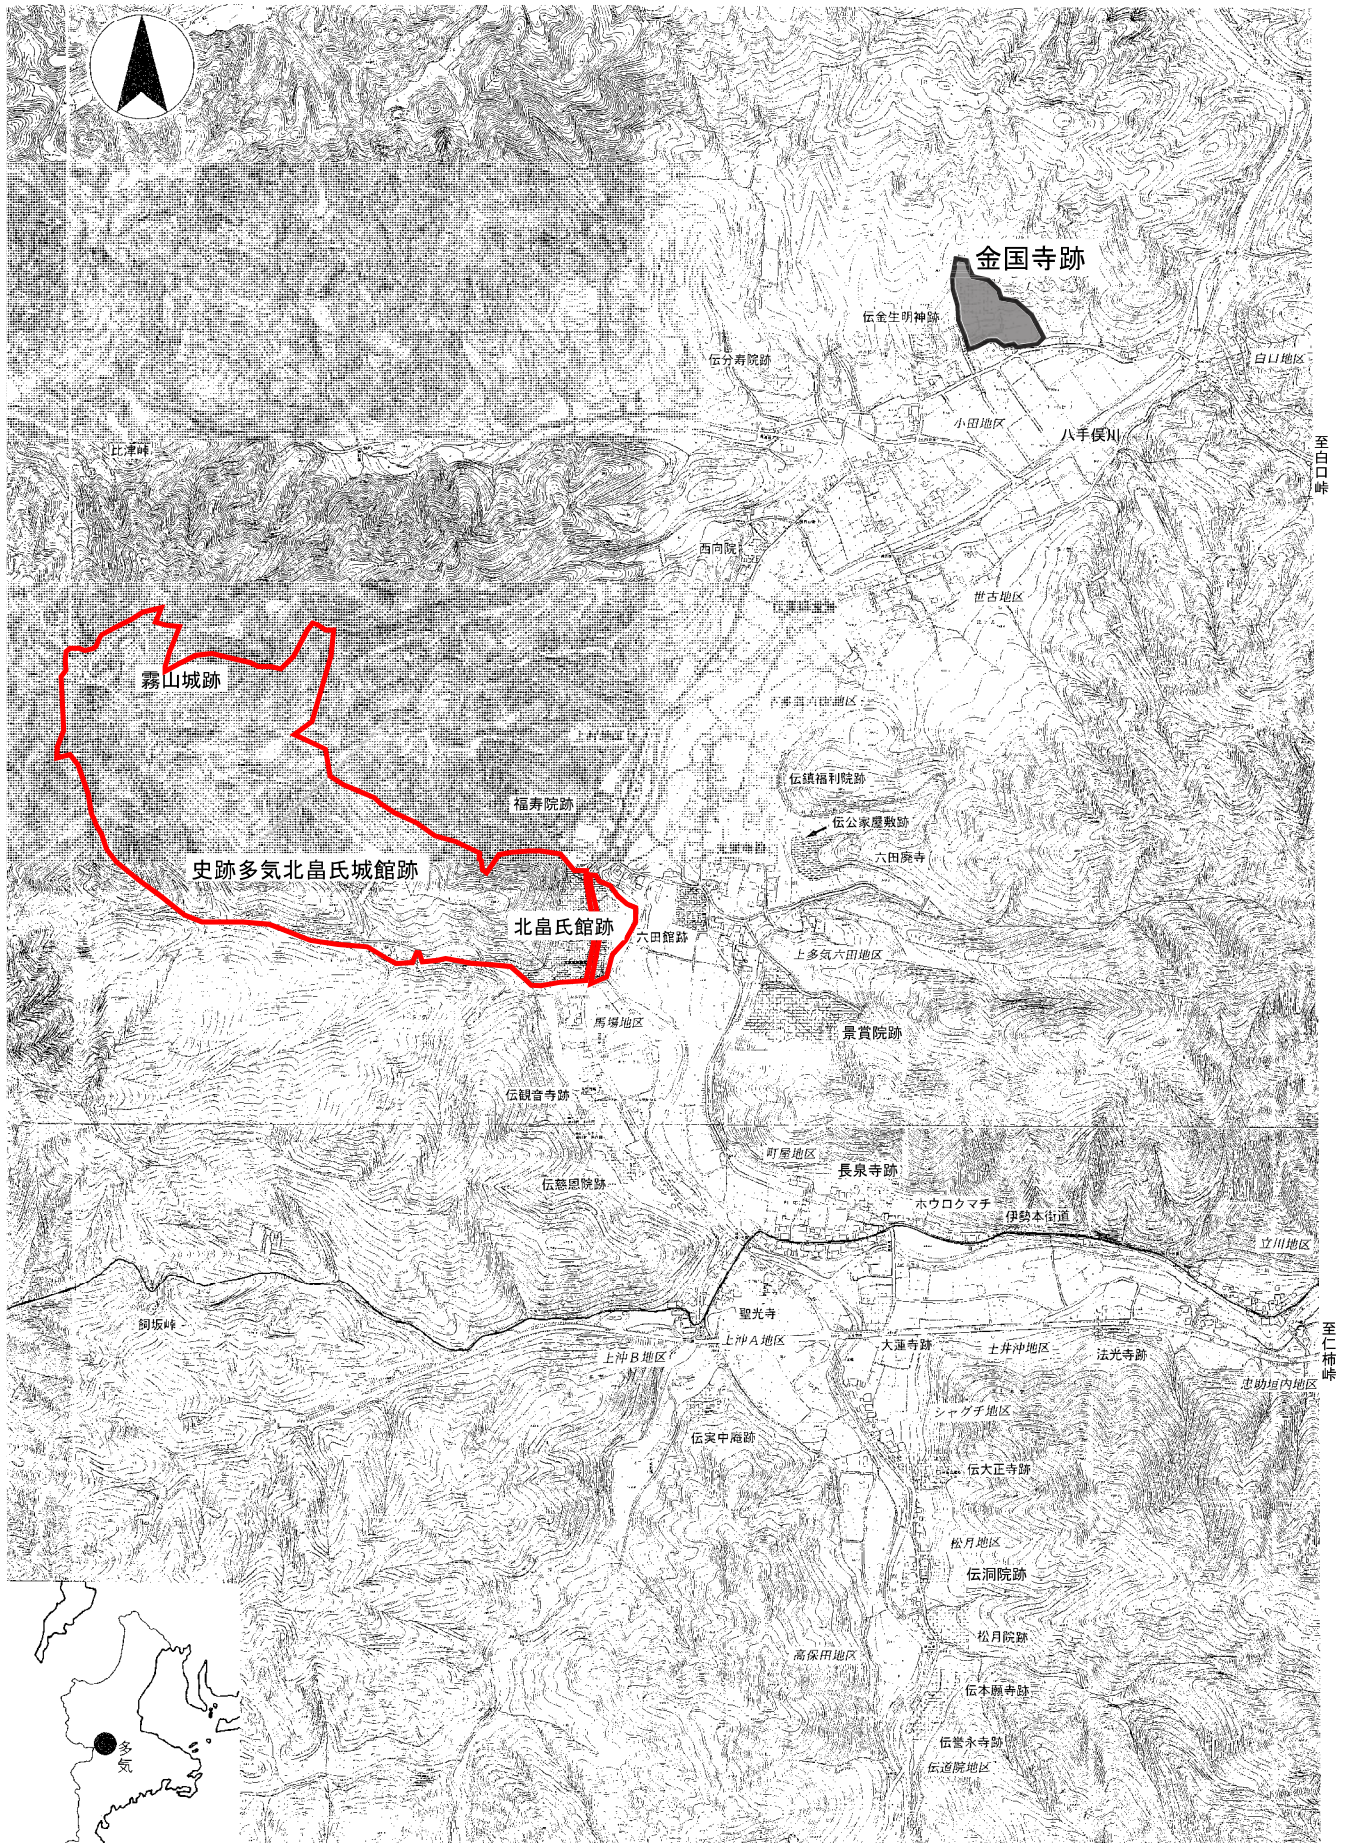 金国寺跡
伝金生明神跡
伝分寿院跡
白口地区
小田地区
八手俣川
至白口峠
比津峠
西向院
世古地区
霧山城跡
伝鎮福利院跡
福寿院跡
伝公家屋敷跡
六田廃寺
史跡多気北畠氏城館跡
北畠氏館跡
六田館跡
上多気六田地区
馬場地区
景賞院跡
伝観音寺跡
町屋地区
長泉寺跡
伝慈恩院跡
ホウロクマチ
伊勢本街道
立川地区
飼坂峠
聖光寺
上沖A地区
大蓮寺跡
土井沖地区
法光寺跡
至仁柿峠
上沖B地区
忠助垣内地区
シャグチ地区
伝実中庵跡
伝大正寺跡
松月地区
伝洞院跡
松月院跡
高保田地区
伝本願寺跡
伝誉永寺跡
伝道院地区
多気